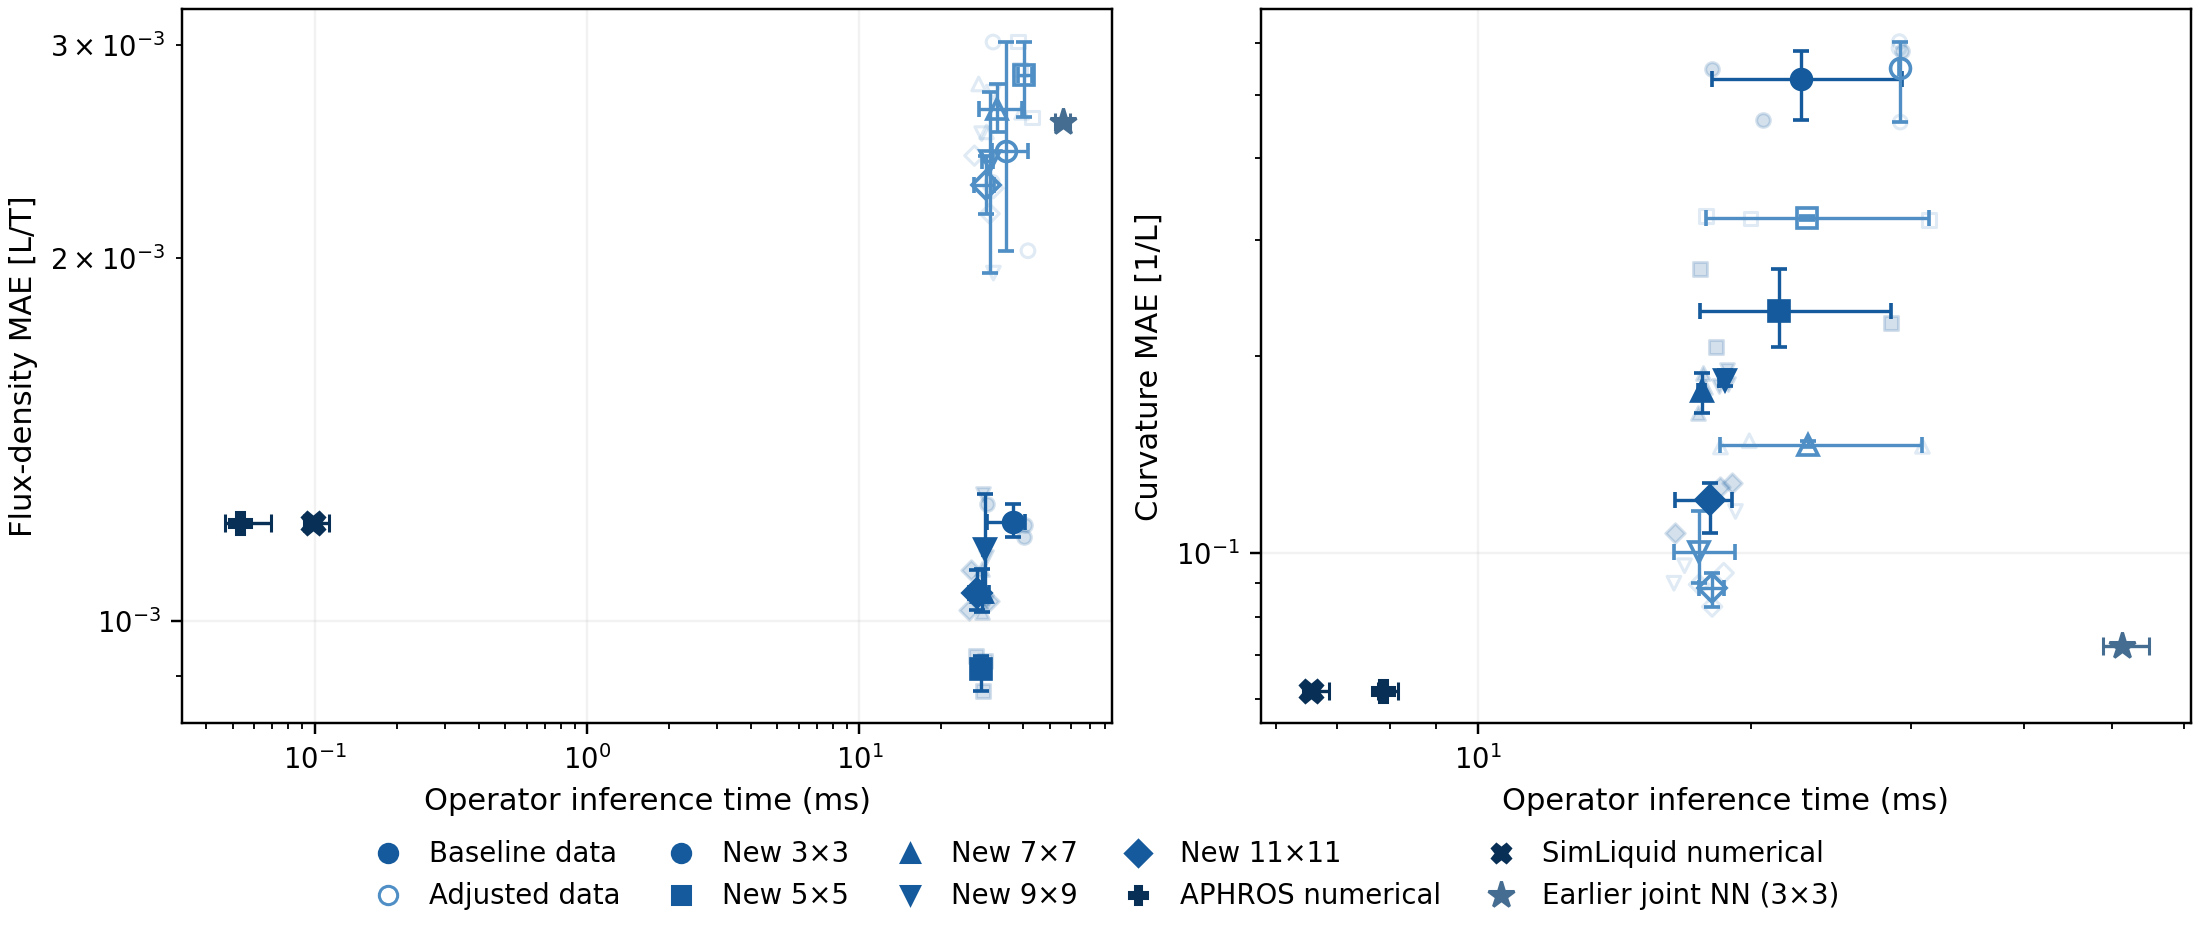 3 × 10⁻³
2 × 10⁻³
10⁻³
Flux-density MAE [L/T]
10⁻¹
10⁰
10¹
Operator inference time (ms)
Curvature MAE [1/L]
10⁻¹
10¹
Operator inference time (ms)
Baseline data
New 3×3
New 7×7
New 11×11
SimLiquid numerical
Adjusted data
New 5×5
New 9×9
APHROS numerical
Earlier joint NN (3×3)